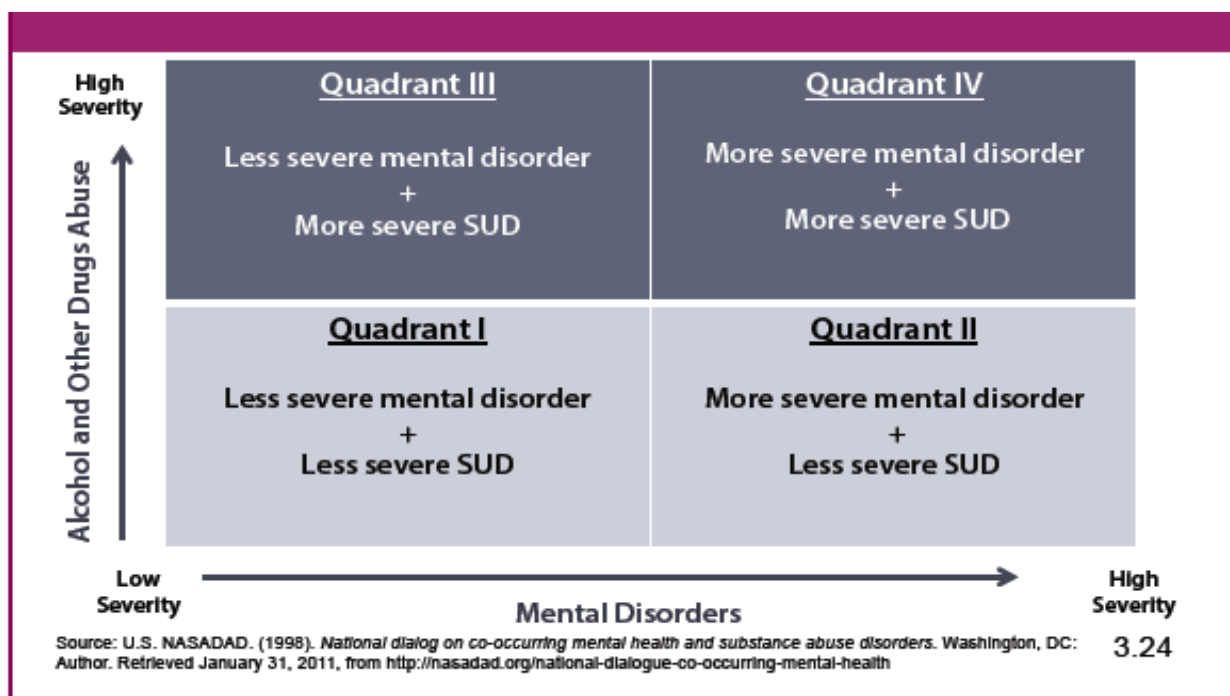 High
Severity
Quadrant III
Less severe mental disorder
+
More severe SUD
Quadrant IV
More severe mental disorder
+
More severe SUD
Alcohol and Other Drugs Abuse
Quadrant I
Less severe mental disorder
+
Less severe SUD
Quadrant II
More severe mental disorder
+
Less severe SUD
Low
Severity
Mental Disorders
High
Severity
Source: U.S. NASADAD. (1998). National dialog on co-occurring mental health and substance abuse disorders. Washington, DC:
Author. Retrieved January 31, 2011, from http://nasadad.org/national-dialogue-co-occurring-mental-health
3.24